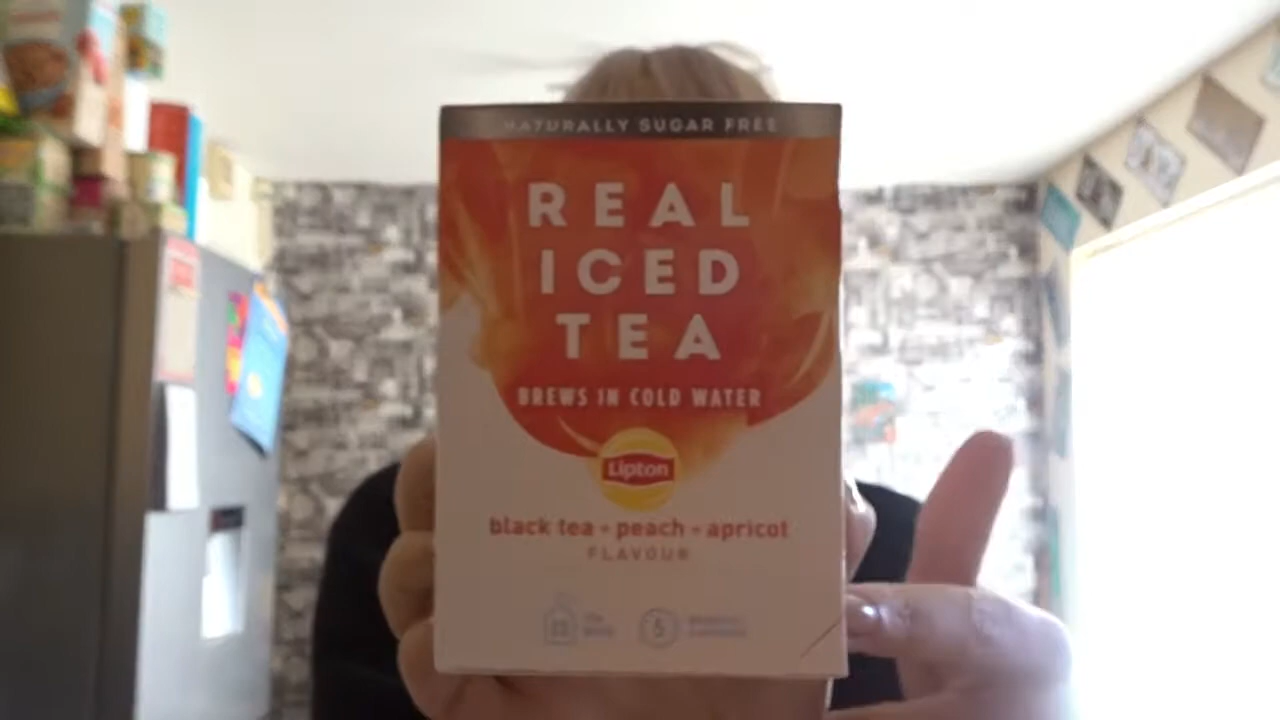 NATURALLY SUGAR FREE
REAL
ICED
TEA
BREWS IN COLD WATER
Lipton
black tea + peach + apricot
FLAVOUR
5